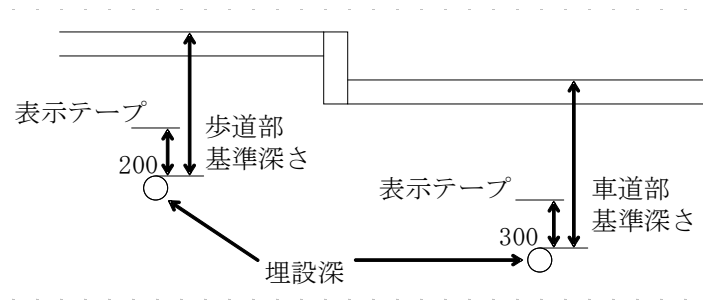 表示テープ
歩道部
基準深さ
200
表示テープ
車道部
基準深さ
300
埋設深